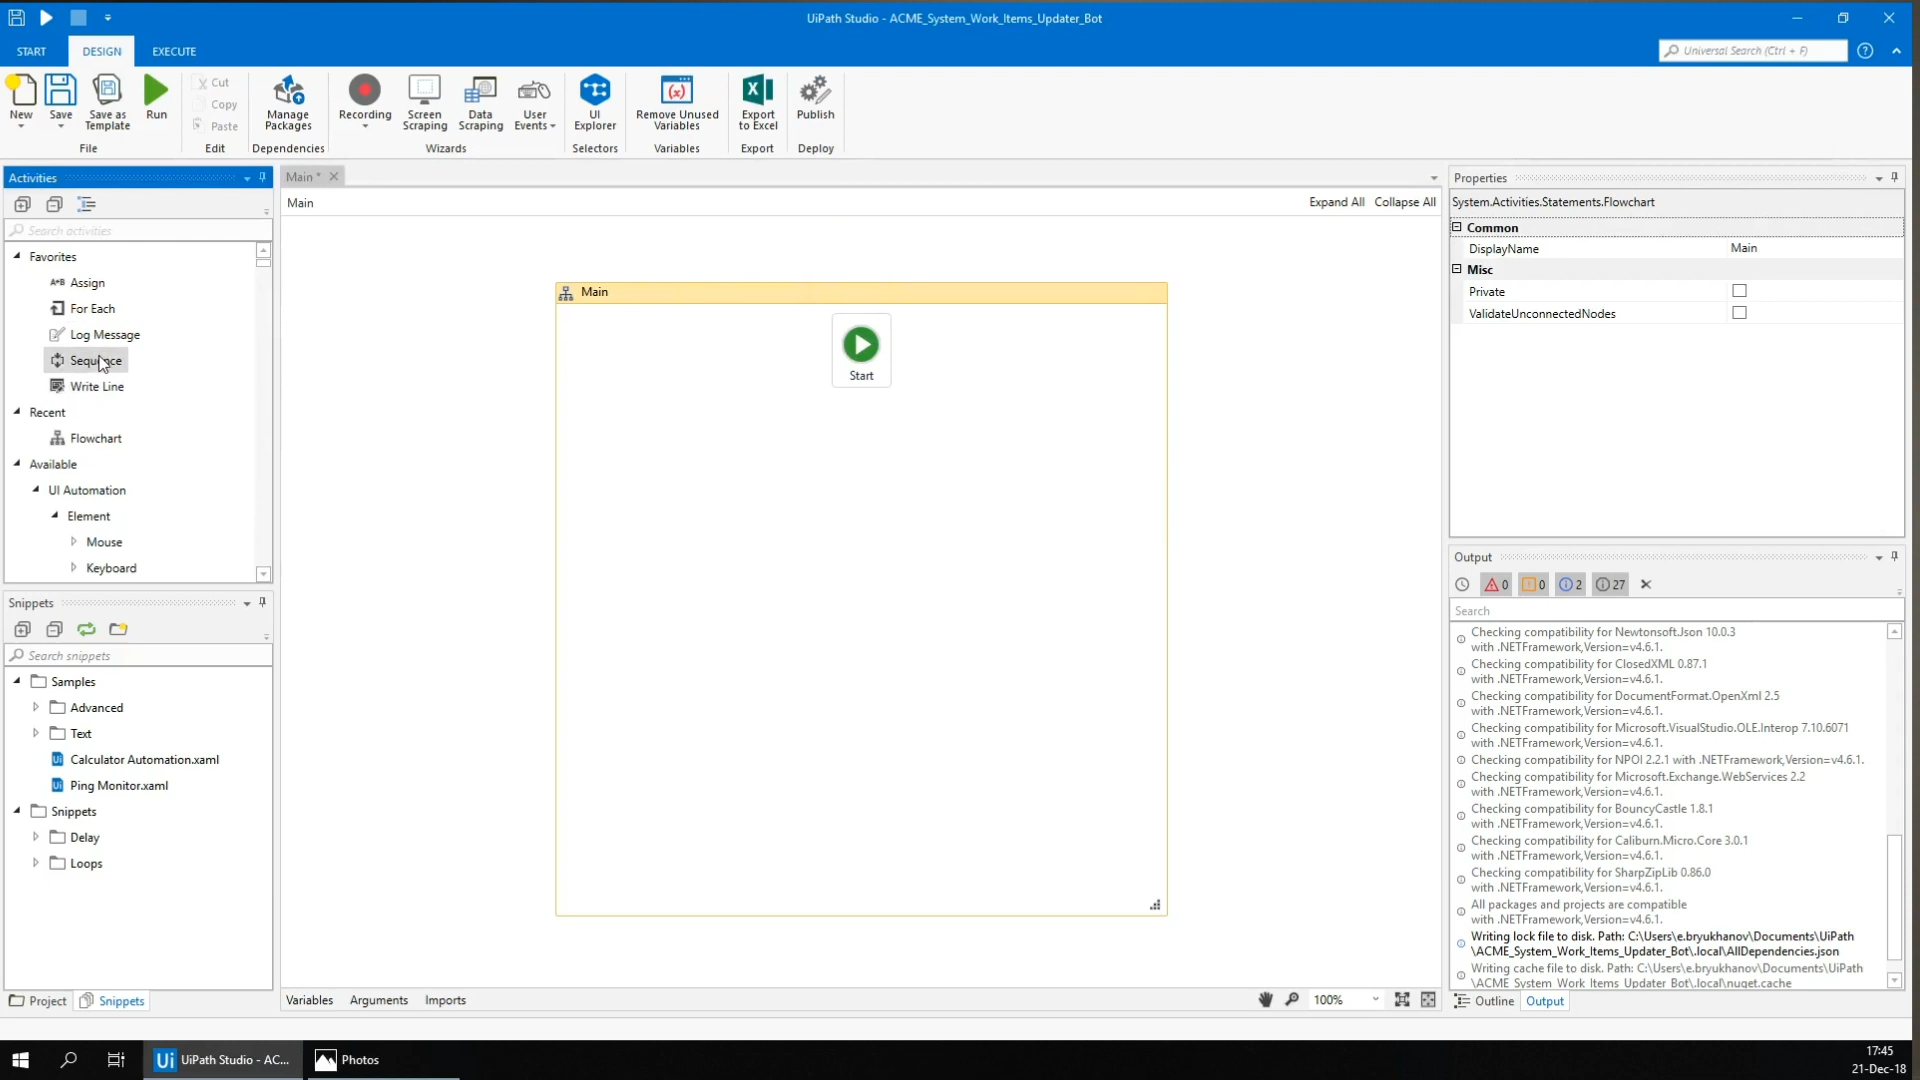 UiPath Studio - ACME_System_Work_Items_Updater_Bot
START
DESIGN
EXECUTE
Universal Search (Ctrl + F)
New
Save
Save as Template
Run
Cut
Copy
Paste
Manage Packages
Recording
Screen Scraping
Data Scraping
User Events
UI Explorer
Remove Unused Variables
Export to Excel
Publish
File
Edit
Dependencies
Wizards
Selectors
Variables
Export
Deploy
Activities
Search activities
Favorites
A*B Assign
For Each
Log Message
Sequence
Write Line
Recent
Flowchart
Available
UI Automation
Element
Mouse
Keyboard
Snippets
Search snippets
Samples
Advanced
Text
Ui Calculator Automation.xaml
Ui Ping Monitor.xaml
Snippets
Delay
Loops
Project
Snippets
Main *
Main
Expand All
Collapse All
Main
Start
Variables
Arguments
Imports
100%
Properties
System.Activities.Statements.Flowchart
Common
DisplayName
Main
Misc
Private
ValidateUnconnectedNodes
Output
0
0
2
27
Search
Checking compatibility for Newtonsoft.Json 10.0.3
with .NETFramework,Version=v4.6.1.
Checking compatibility for ClosedXML 0.87.1
with .NETFramework,Version=v4.6.1.
Checking compatibility for DocumentFormat.OpenXml 2.5
with .NETFramework,Version=v4.6.1.
Checking compatibility for Microsoft.VisualStudio.OLE.Interop 7.10.6071
with .NETFramework,Version=v4.6.1.
Checking compatibility for NPOI 2.2.1 with .NETFramework,Version=v4.6.1.
Checking compatibility for Microsoft.Exchange.WebServices 2.2
with .NETFramework,Version=v4.6.1.
Checking compatibility for BouncyCastle 1.8.1
with .NETFramework,Version=v4.6.1.
Checking compatibility for Caliburn.Micro.Core 3.0.1
with .NETFramework,Version=v4.6.1.
Checking compatibility for SharpZipLib 0.86.0
with .NETFramework,Version=v4.6.1.
All packages and projects are compatible
with .NETFramework,Version=v4.6.1.
Writing lock file to disk. Path: C:\Users\e.bryukhanov\Documents\UiPath
\ACME_System_Work_Items_Updater_Bot\.local\AllDependencies.json
Writing cache file to disk. Path: C:\Users\e.bryukhanov\Documents\UiPath
\ACME_System_Work_Items_Updater_Bot\.local\nuget.cache
Outline
Output
Ui UiPath Studio - AC...
Photos
17:45
21-Dec-18